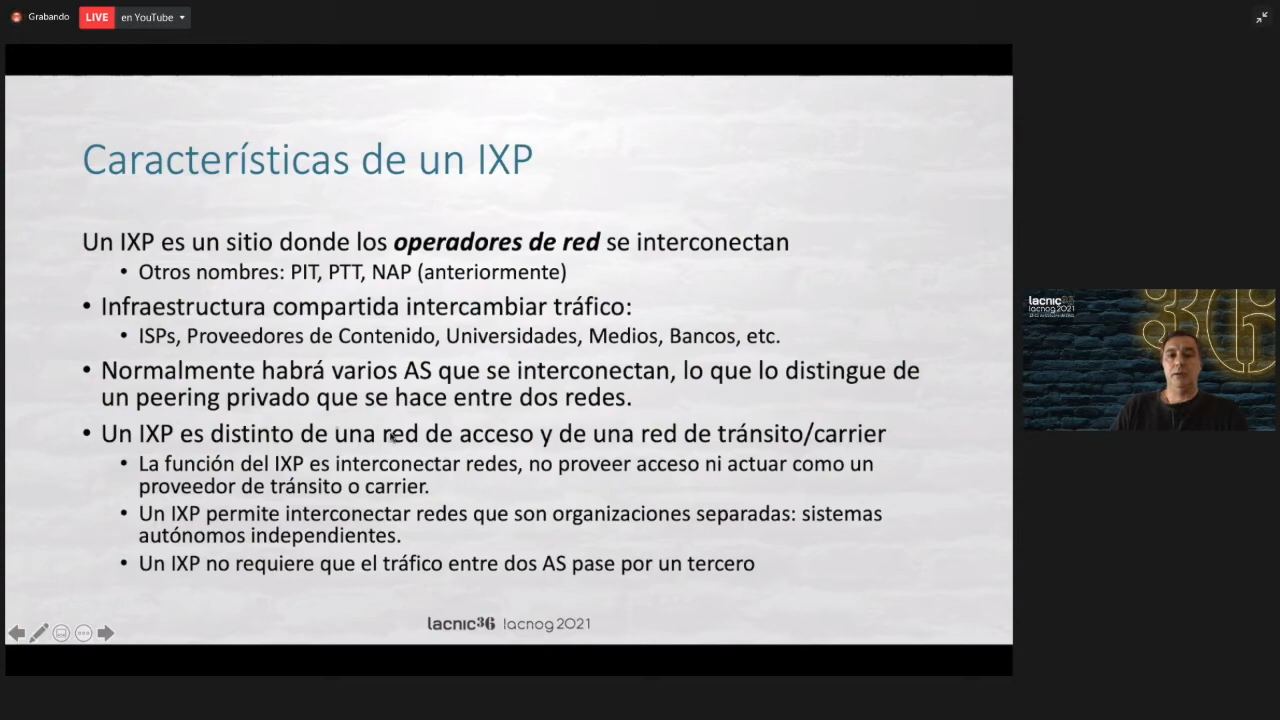 Grabando
LIVE en YouTube
Características de un IXP
Un IXP es un sitio donde los operadores de red se interconectan
• Otros nombres: PIT, PTT, NAP (anteriormente)
• Infraestructura compartida intercambiar tráfico:
• ISPs, Proveedores de Contenido, Universidades, Medios, Bancos, etc.
• Normalmente habrá varios AS que se interconectan, lo que lo distingue de
un peering privado que se hace entre dos redes.
• Un IXP es distinto de una red de acceso y de una red de tránsito/carrier
• La función del IXP es interconectar redes, no proveer acceso ni actuar como un
proveedor de tránsito o carrier.
• Un IXP permite interconectar redes que son organizaciones separadas: sistemas
autónomos independientes.
• Un IXP no requiere que el tráfico entre dos AS pase por un tercero
lacnic36 lacnog2021
lacnic
lacnog2021
36